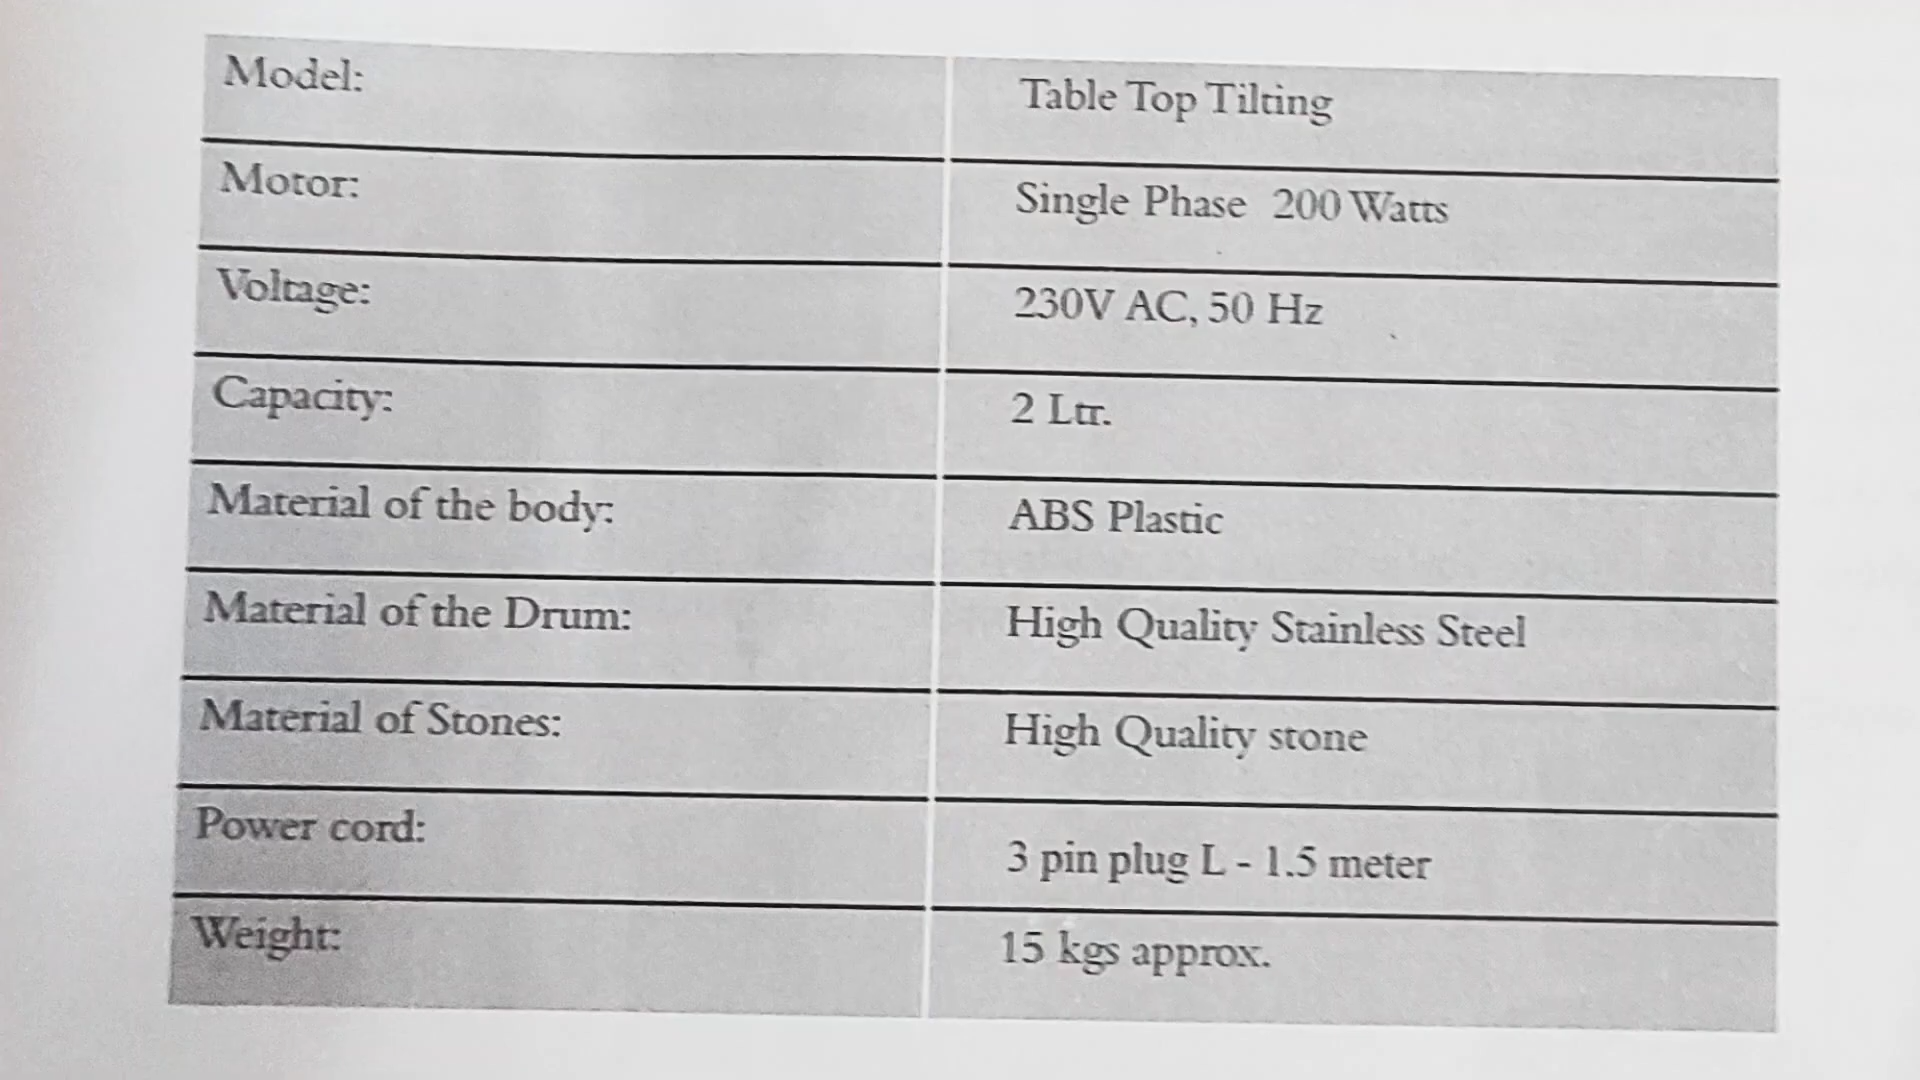 Model: Table Top Tilting
Motor: Single Phase 200 Watts
Voltage: 230V AC, 50 Hz
Capacity: 2 Ltr.
Material of the body: ABS Plastic
Material of the Drum: High Quality Stainless Steel
Material of Stones: High Quality stone
Power cord: 3 pin plug L - 1.5 meter
Weight: 15 kgs approx.